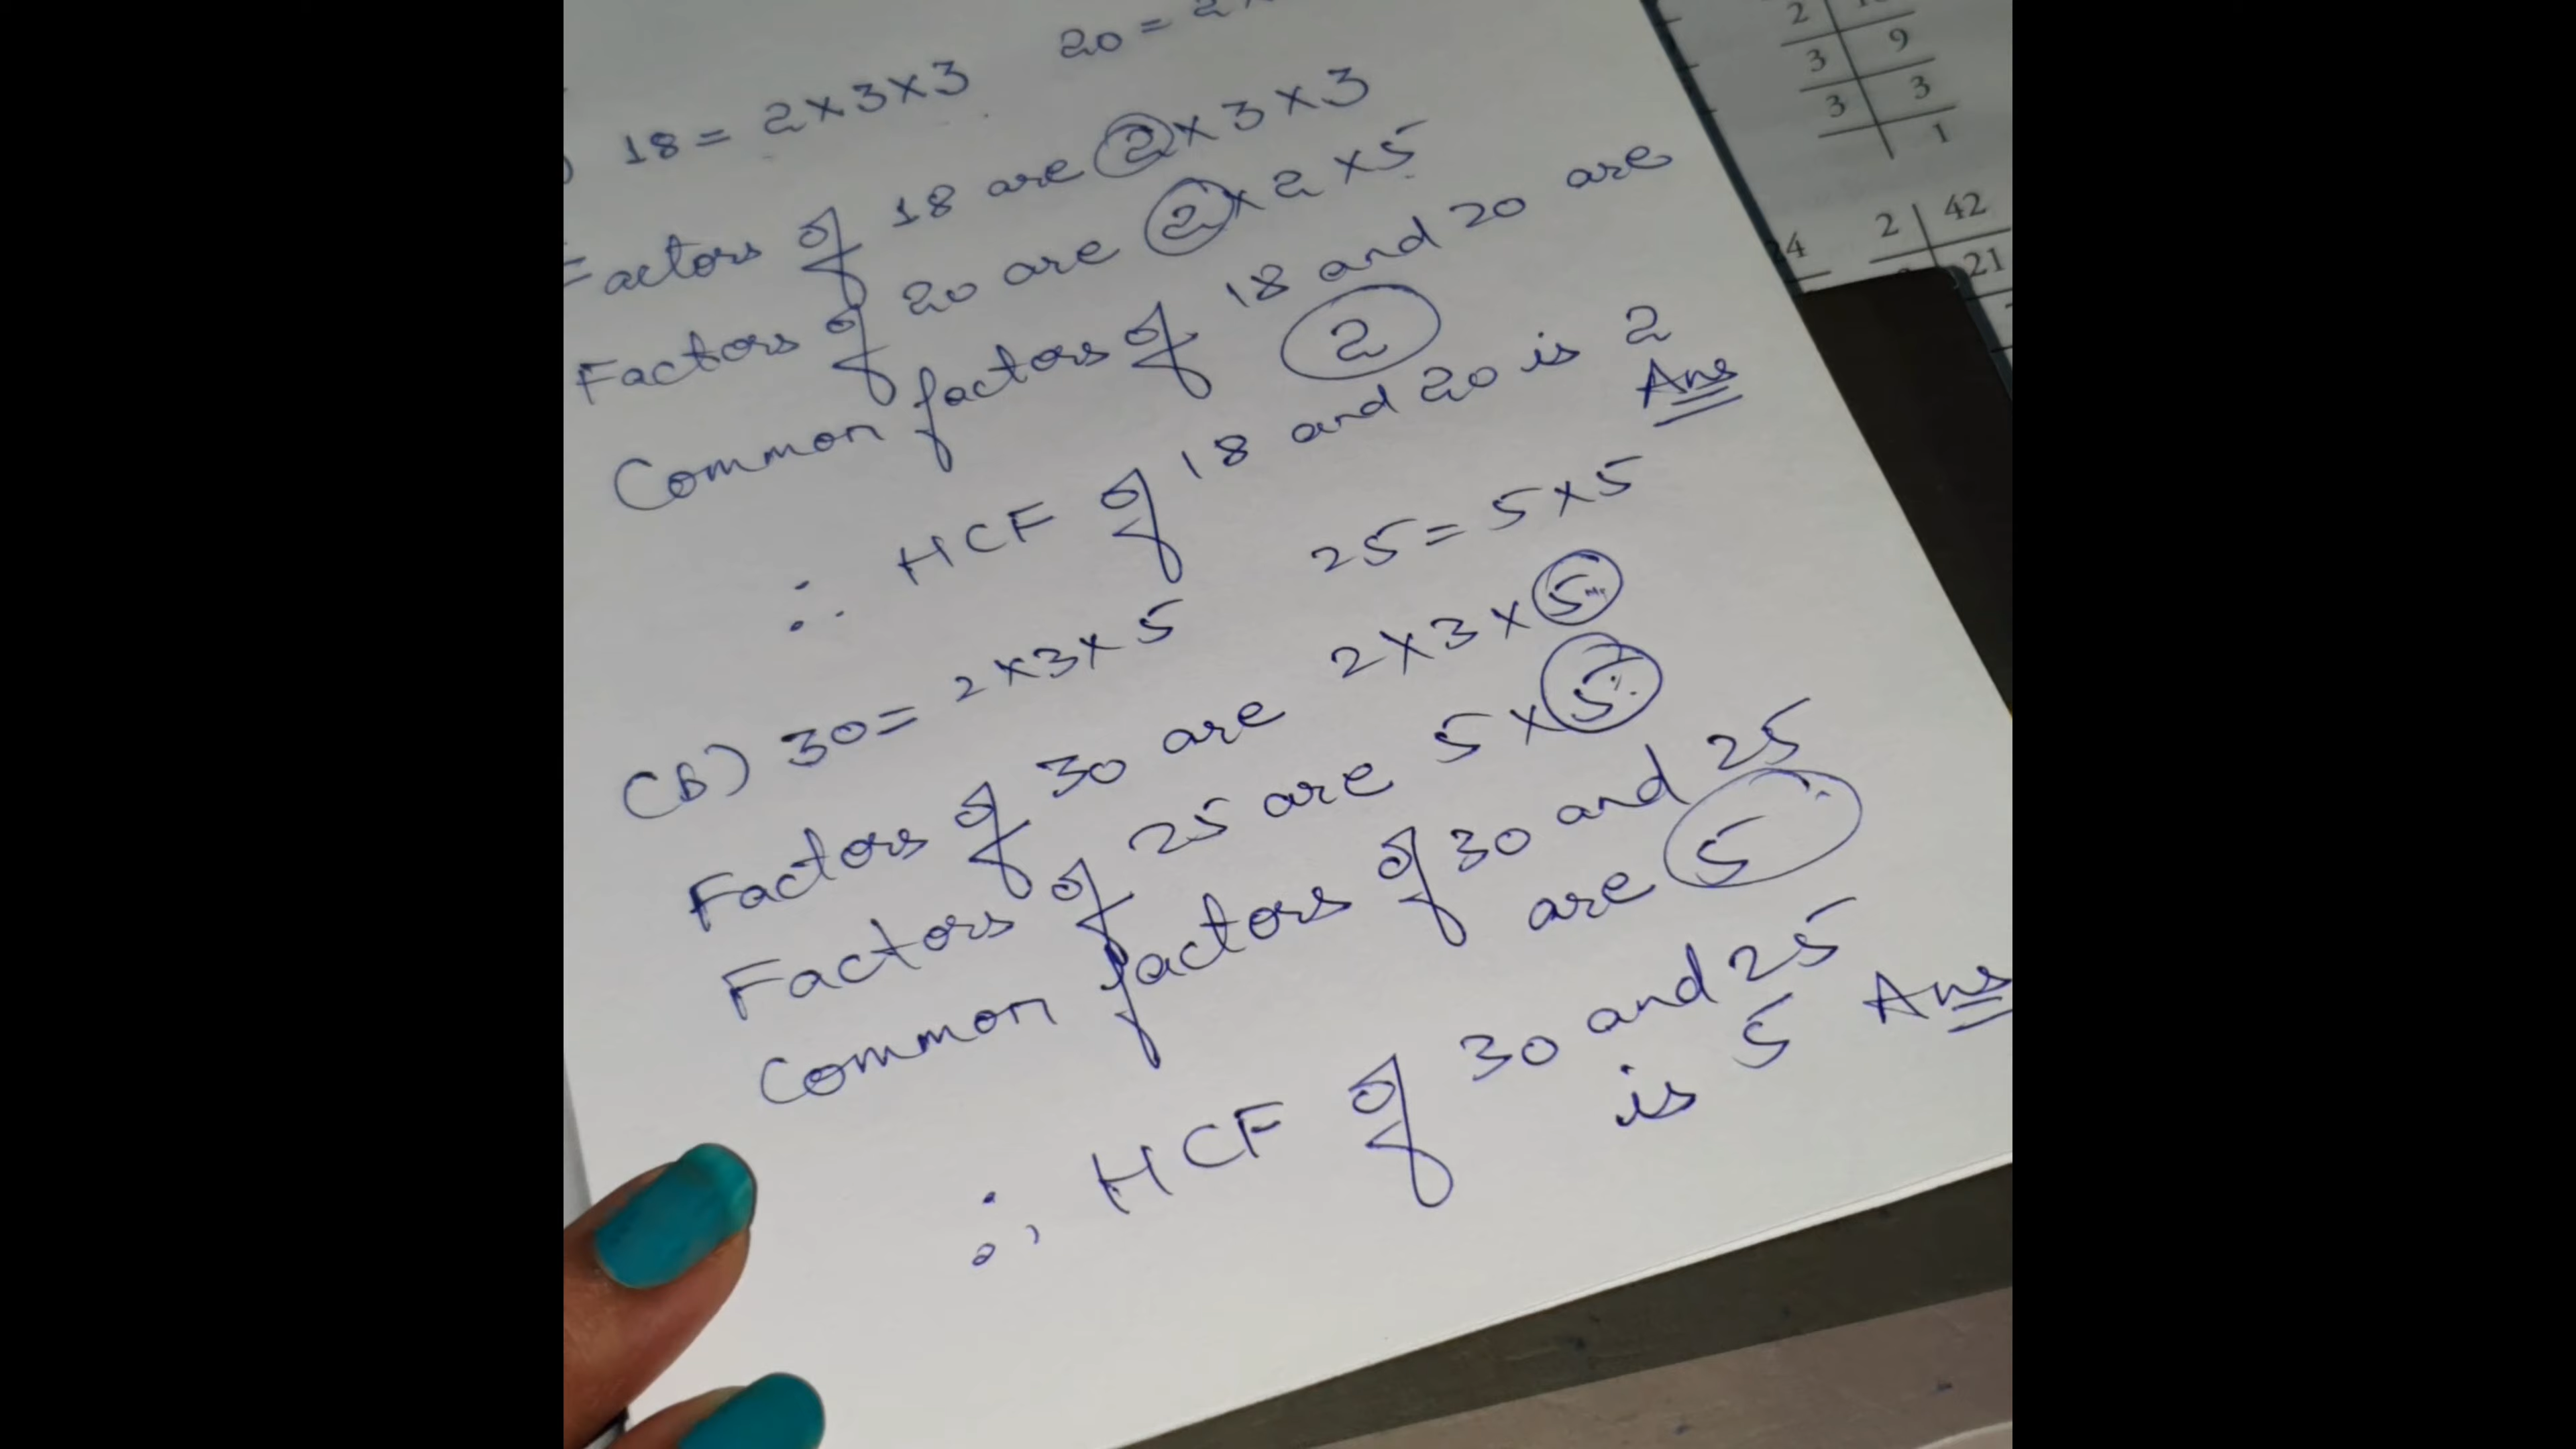 20 = 2×
18 = 2×3×3
Factors of 18 are 2×3×3
Factors of 20 are 2×2×5
Common factors of 18 and 20 are
2
∴ HCF of 18 and 20 is 2
Ans
(B) 30 = 2×3×5 25 = 5×5
Factors of 30 are 2×3×5
Factors of 25 are 5×5
Common factors of 30 and 25
are 5
∴ HCF of 30 and 25
is 5 Ans
2
3 9
3 3
1
24
2 42
21